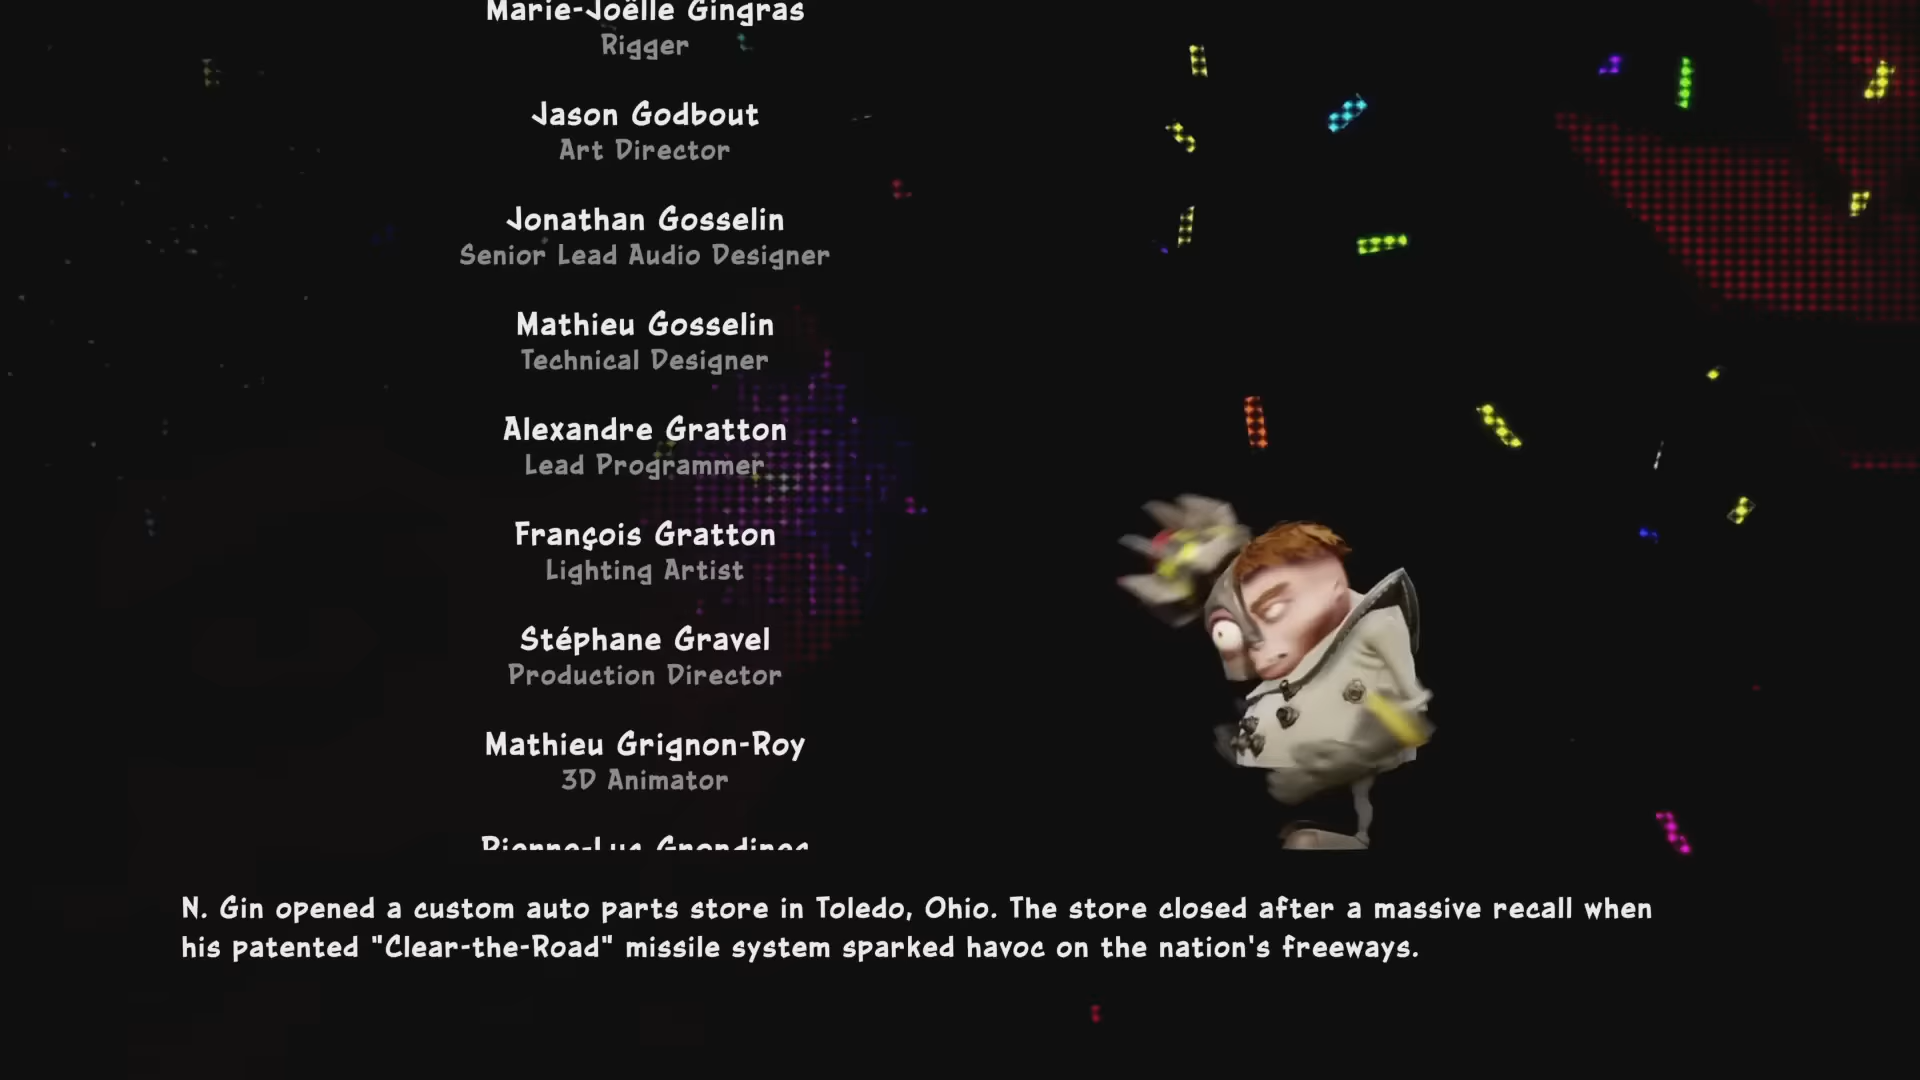 Marie-Joëlle Gingras
Rigger
Jason Godbout
Art Director
Jonathan Gosselin
Senior Lead Audio Designer
Mathieu Gosselin
Technical Designer
Alexandre Gratton
Lead Programmer
François Gratton
Lighting Artist
Stéphane Gravel
Production Director
Mathieu Grignon-Roy
3D Animator
Pierre-Luc Grondines
N. Gin opened a custom auto parts store in Toledo, Ohio. The store closed after a massive recall when
his patented "Clear-the-Road" missile system sparked havoc on the nation's freeways.